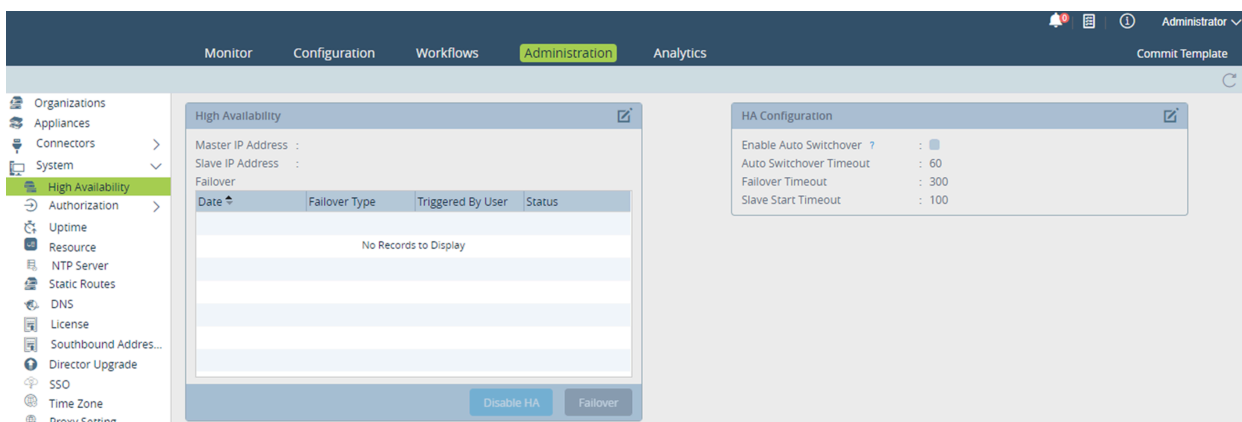 0
Administrator
Monitor Configuration Workflows Administration Analytics
Commit Template
Organizations
Appliances
Connectors
System
High Availability
Authorization
Uptime
Resource
NTP Server
Static Routes
DNS
License
Southbound Addres...
Director Upgrade
SSO
Time Zone
Proxy Setting
High Availability
Master IP Address :
Slave IP Address :
Failover
Date Failover Type Triggered By User Status
No Records to Display
Disable HA Failover
HA Configuration
Enable Auto Switchover ? :
Auto Switchover Timeout : 60
Failover Timeout : 300
Slave Start Timeout : 100